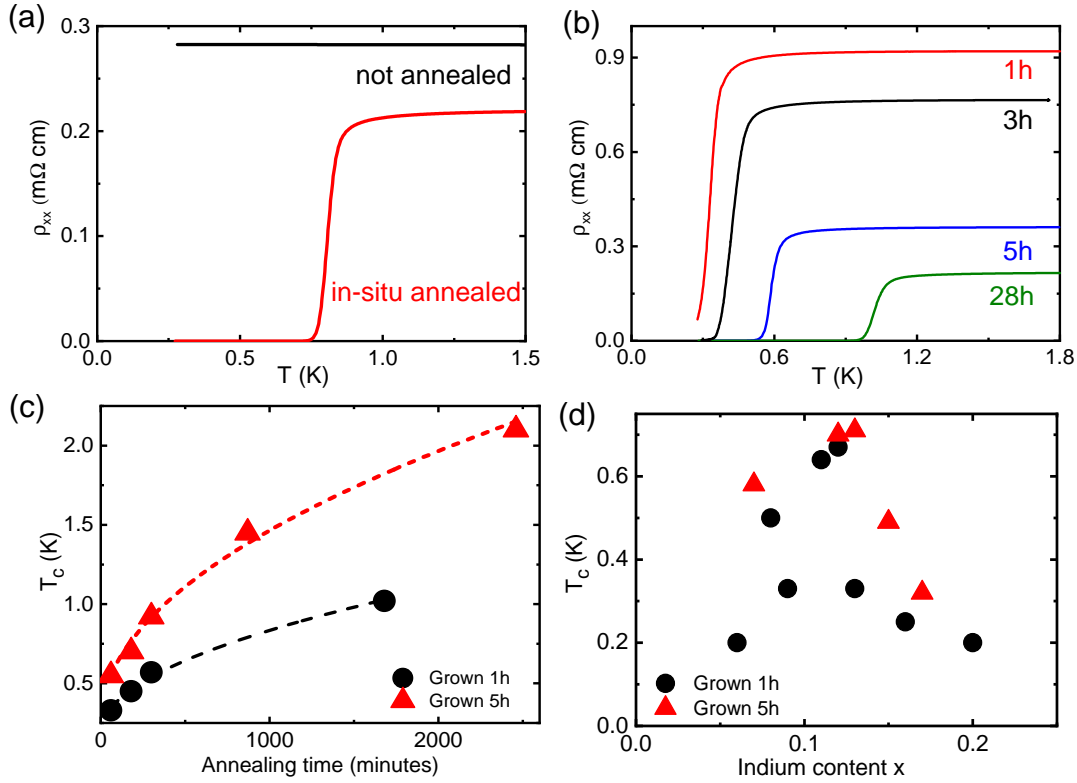 (a)
0.3
0.2
0.1
0.0
ρxx (mΩ cm)
not annealed
in-situ annealed
0.0 0.5 1.0 1.5
T (K)
(b)
0.9
0.6
0.3
0.0
ρxx (mΩ cm)
1h
3h
5h
28h
0.0 0.6 1.2 1.8
T (K)
(c)
2.0
1.5
1.0
0.5
Tc (K)
Grown 1h
Grown 5h
0 1000 2000
Annealing time (minutes)
(d)
0.6
0.4
0.2
0.0
Tc (K)
Grown 1h
Grown 5h
0.0 0.1 0.2
Indium content x